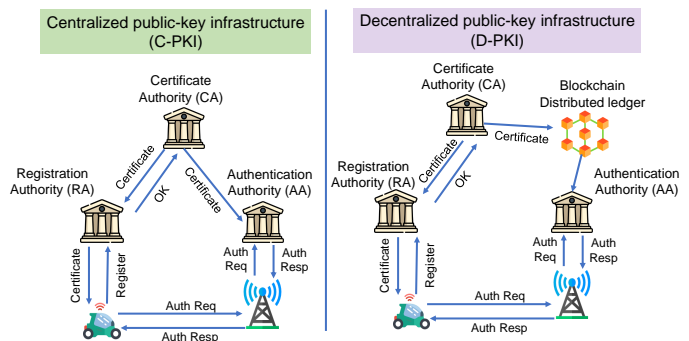 Centralized public-key infrastructure
(C-PKI)
Certificate
Authority (CA)
Certificate
OK
Certificate
Registration
Authority (RA)
Authentication
Authority (AA)
Certificate
Register
Auth
Req
Auth
Resp
Auth Req
Auth Resp
Decentralized public-key infrastructure
(D-PKI)
Certificate
Authority (CA)
Blockchain
Distributed ledger
Certificate
Certificate
OK
Registration
Authority (RA)
Authentication
Authority (AA)
Certificate
Register
Auth
Req
Auth
Resp
Auth Req
Auth Resp